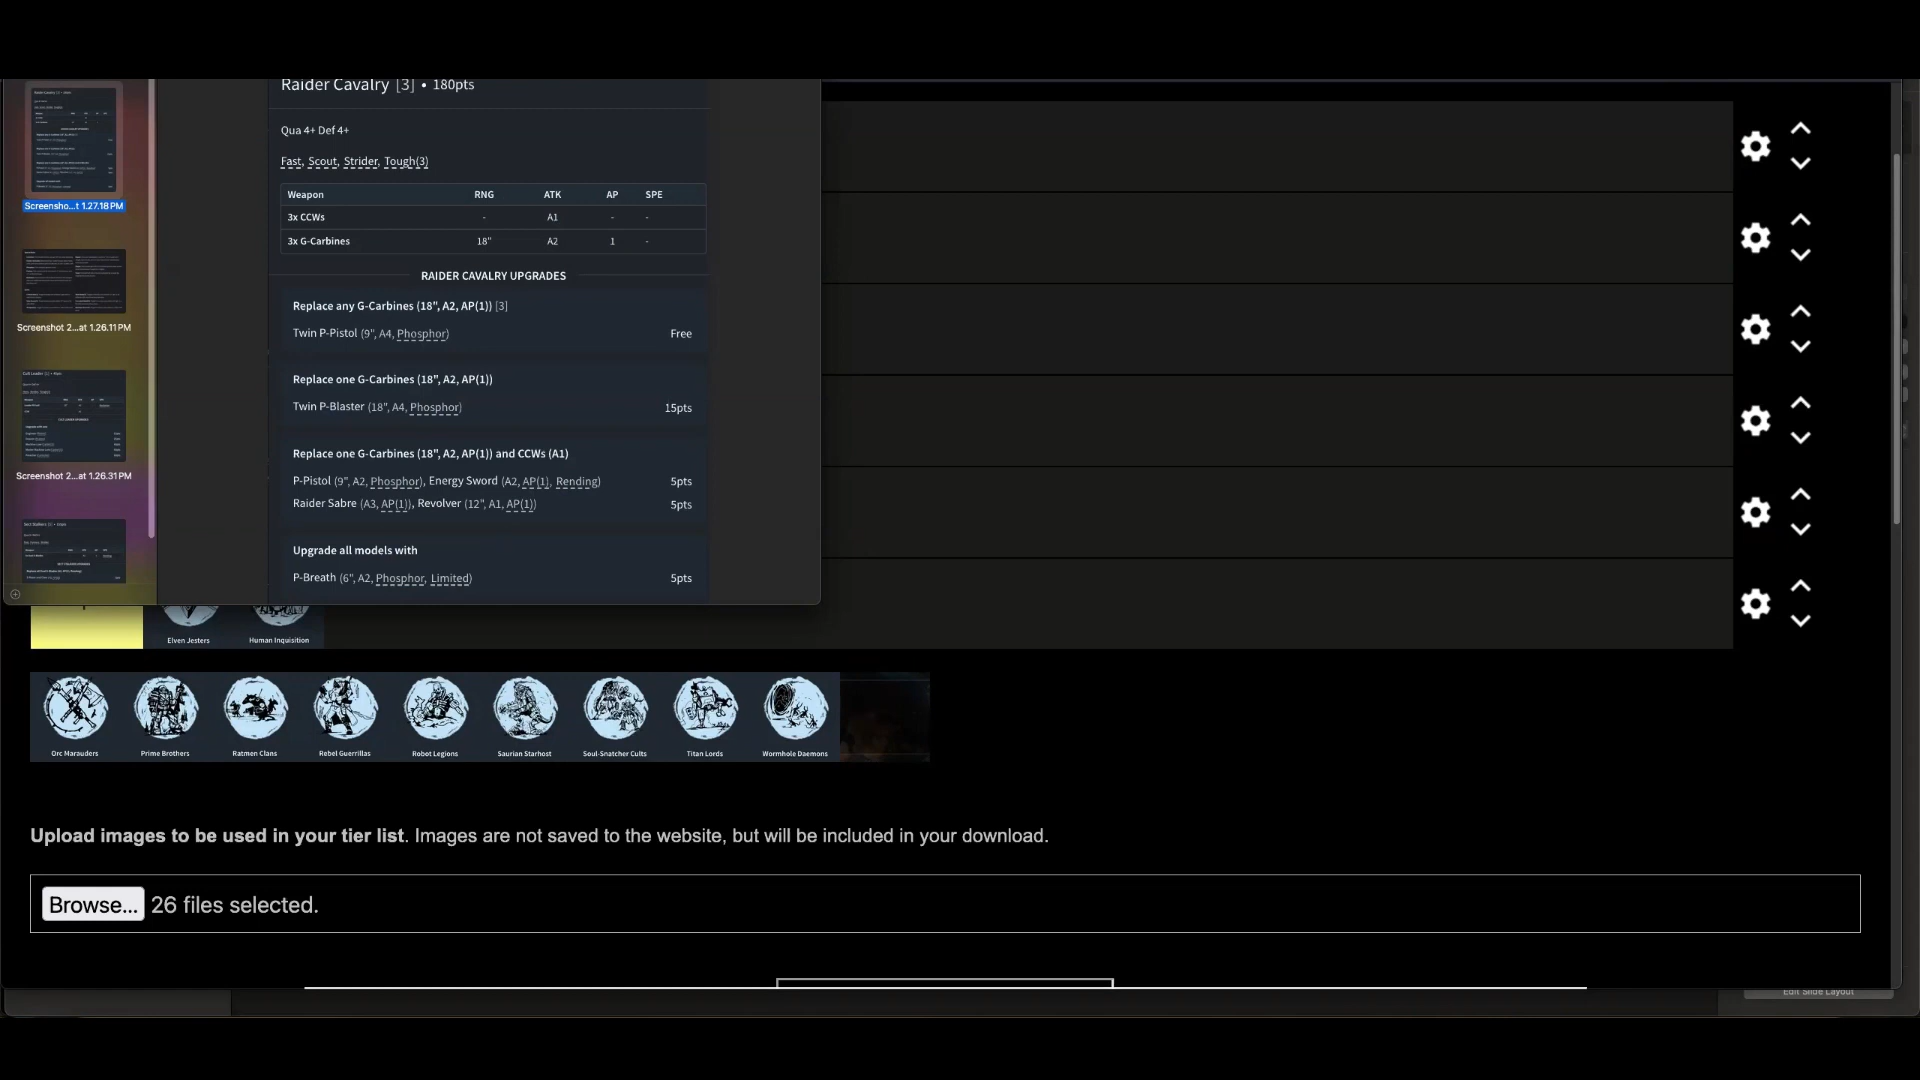 Raider Cavalry [3] • 180pts
Qua 4+ Def 4+
Fast, Scout, Strider, Tough(3)
Weapon RNG ATK AP SPE
3x CCWs - A1 - -
3x G-Carbines 18" A2 1 -
RAIDER CAVALRY UPGRADES
Replace any G-Carbines (18", A2, AP(1)) [3]
Twin P-Pistol (9", A4, Phosphor) Free
Replace one G-Carbines (18", A2, AP(1))
Twin P-Blaster (18", A4, Phosphor) 15pts
Replace one G-Carbines (18", A2, AP(1)) and CCWs (A1)
P-Pistol (9", A2, Phosphor), Energy Sword (A2, AP(1), Rending) 5pts
Raider Sabre (A3, AP(1)), Revolver (12", A1, AP(1)) 5pts
Upgrade all models with
P-Breath (6", A2, Phosphor, Limited) 5pts
Screensho...t 1.27.18 PM
Screenshot 2...at 1.26.11 PM
Screenshot 2...at 1.26.31 PM
Elven Jesters Human Inquisition
Orc Marauders Prime Brothers Ratmen Clans Rebel Guerrillas Robot Legions Saurian Starhost Soul-Snatcher Cults Titan Lords Wormhole Daemons
Upload images to be used in your tier list. Images are not saved to the website, but will be included in your download.
Browse... 26 files selected.
Edit Slide Layout